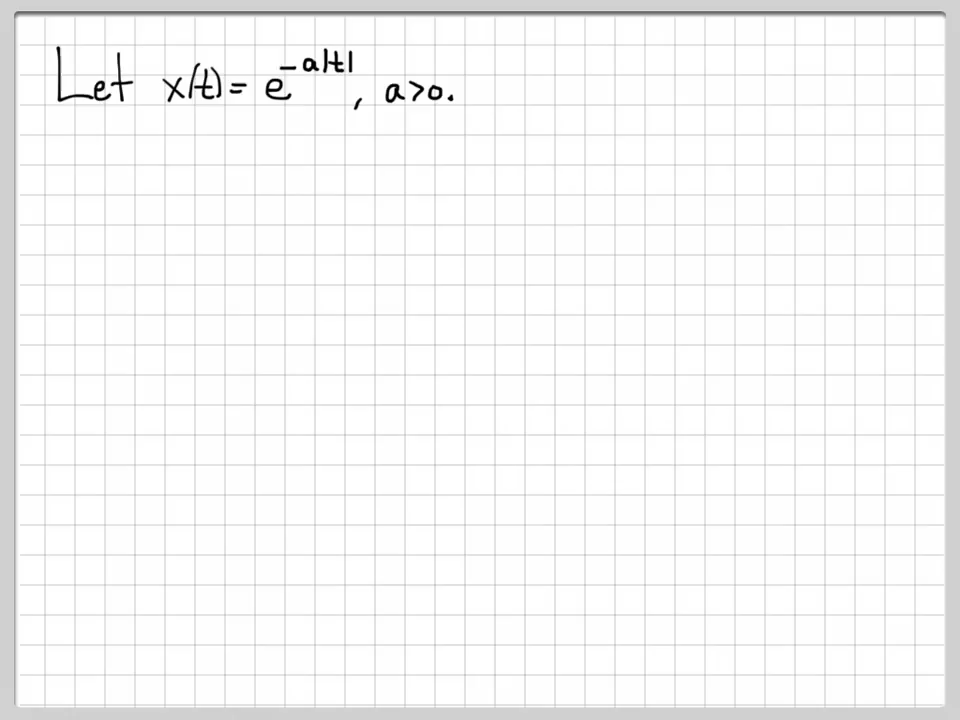 Let x(t) = e^{-a|t|}, a>0.